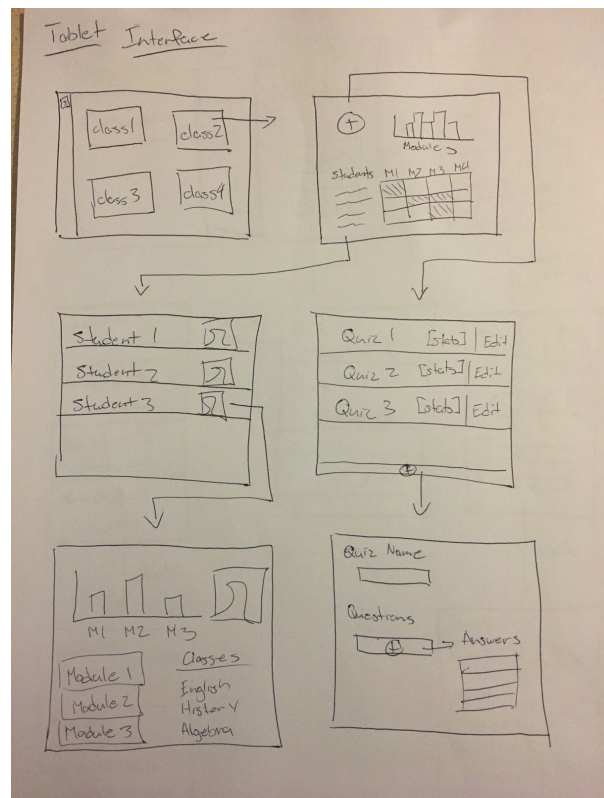 Tablet Interface
class1
class2
class3
class4
Module 3
Students M1 M2 M3 M4
Student 1
Student 2
Student 3
Quiz 1 [stats] Edit
Quiz 2 [stats] Edit
Quiz 3 [stats] Edit
M1 M2 M3
Module 1
Module 2
Module 3
Classes
English
History
Algebra
Quiz Name
Questions
Answers